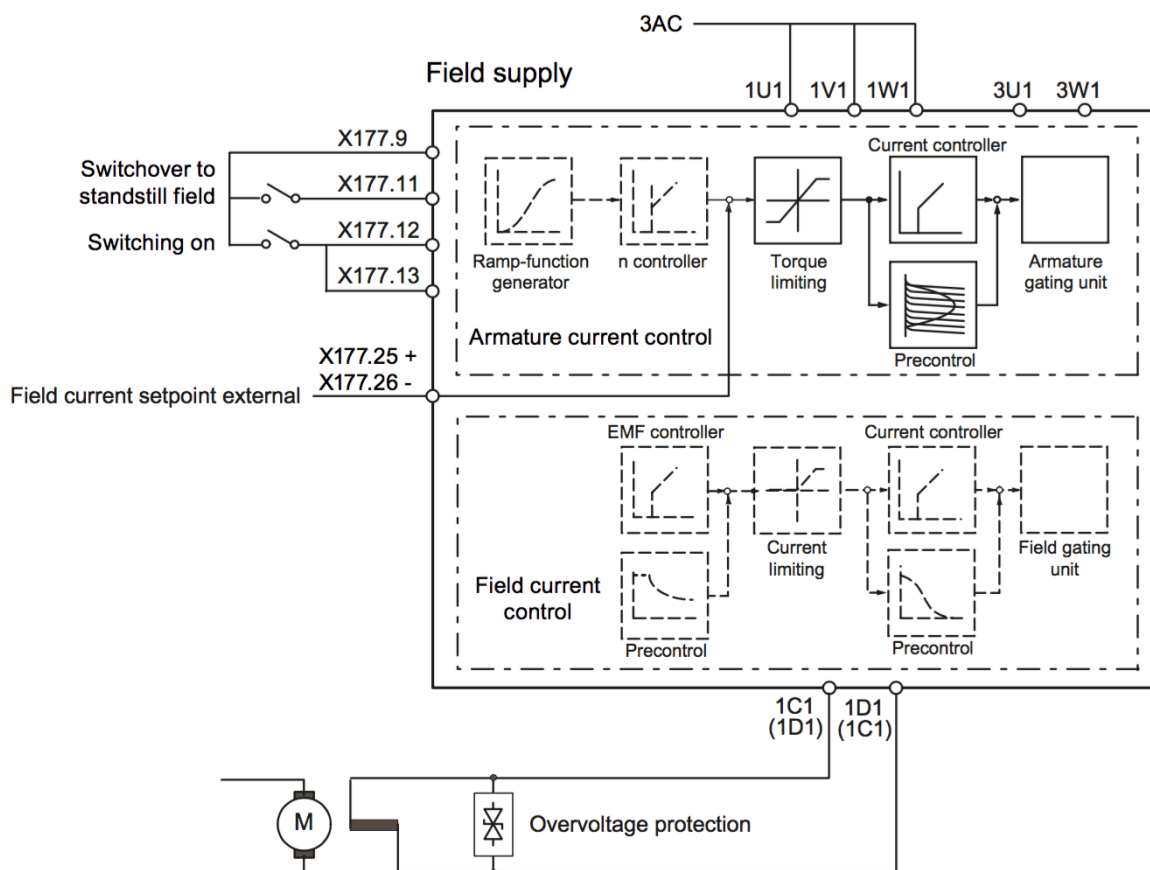 3AC
Field supply
1U1 1V1 1W1 3U1 3W1
X177.9
Switchover to
standstill field
X177.11
Switching on
X177.12
X177.13
Current controller
Ramp-function
generator
n controller
Torque
limiting
Armature
gating unit
Precontrol
Armature current control
X177.25 +
X177.26 -
Field current setpoint external
EMF controller
Current controller
Current
limiting
Field gating
unit
Field current
control
Precontrol
Precontrol
1C1
(1D1)
1D1
(1C1)
M
Overvoltage protection